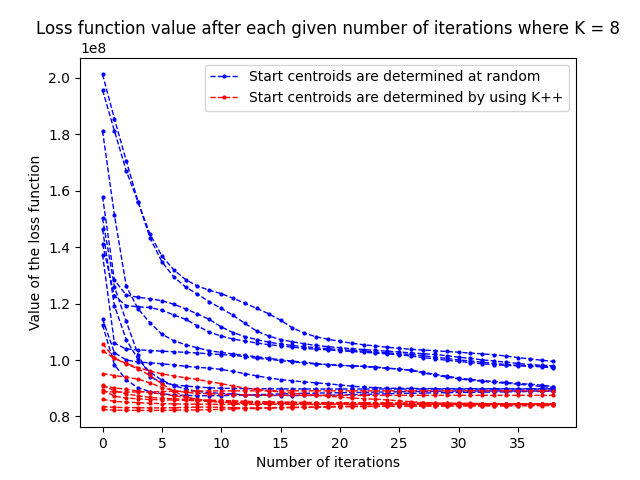 Loss function value after each given number of iterations where K = 8
1e8
Start centroids are determined at random
Start centroids are determined by using K++
2.0
1.8
1.6
1.4
1.2
1.0
0.8
Value of the loss function
0 5 10 15 20 25 30 35
Number of iterations